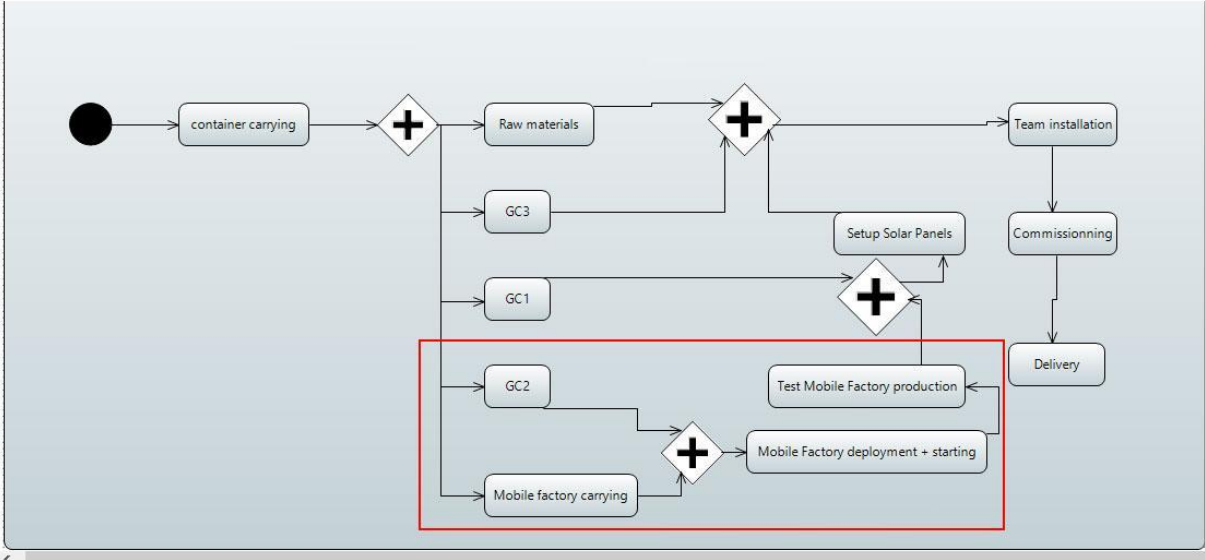 container carrying
Raw materials
Team installation
GC3
Setup Solar Panels
Commissionning
GC1
GC2
Test Mobile Factory production
Delivery
Mobile Factory deployment + starting
Mobile factory carrying